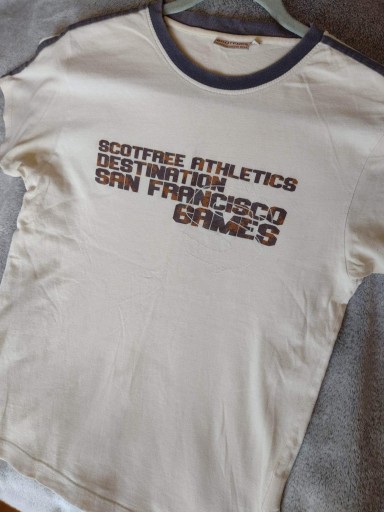 SCOTFREE ATHLETICS
DESTINATION
SAN FRANCISCO
GAMES